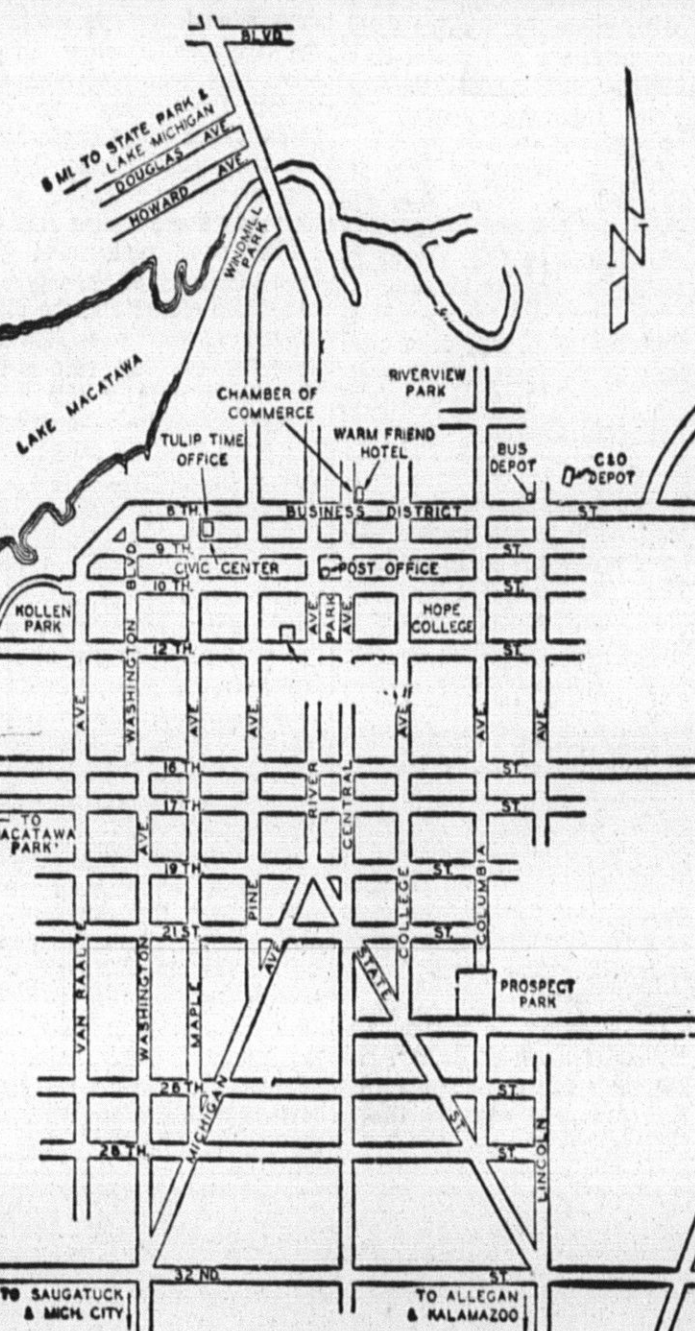 BLVD.
8 MI. TO STATE PARK &
LAKE MICHIGAN
DOUGLAS AVE.
HOWARD AVE.
WINDMILL
PARK
N
LAKE MACATAWA
RIVERVIEW
PARK
CHAMBER OF
COMMERCE
TULIP TIME
OFFICE
WARM FRIEND
HOTEL
BUS
DEPOT
C&O
DEPOT
8 TH. BUSINESS DISTRICT ST.
9 TH. ST.
CIVIC CENTER
POST OFFICE
10 TH. ST.
KOLLEN
PARK
HOPE
COLLEGE
PARK
12 TH. ST.
WASHINGTON BLVD
AVE.
AVE.
AVE.
AVE.
AVE.
AVE.
AVE.
AVE.
16 TH. ST.
17 TH. ST.
TO
ACATAWA
PARK
19 TH. ST.
21 ST. ST.
VAN RAALTE
WASHINGTON AVE.
MAPLE
PINE
RIVER
CENTRAL
COLLEGE
COLUMBIA
LINCOLN
MICHIGAN AVE.
STATE ST.
PROSPECT
PARK
26 TH. ST.
28 TH. ST.
32 ND. ST.
TO SAUGATUCK
& MICH. CITY
TO ALLEGAN
& KALAMAZOO